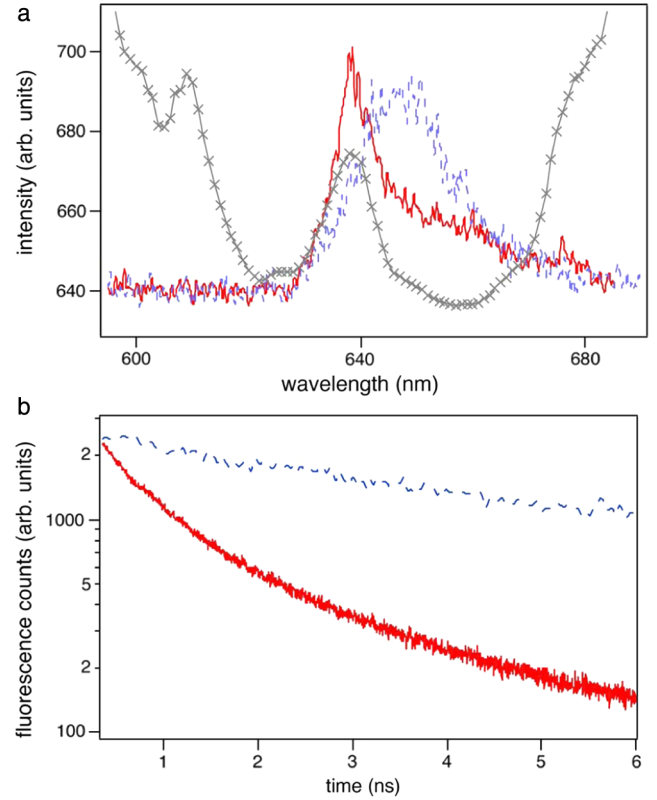 a
intensity (arb. units)
700
680
660
640
600 640 680
wavelength (nm)
b
fluorescence counts (arb. units)
2
1000
5
2
100
1 2 3 4 5 6
time (ns)